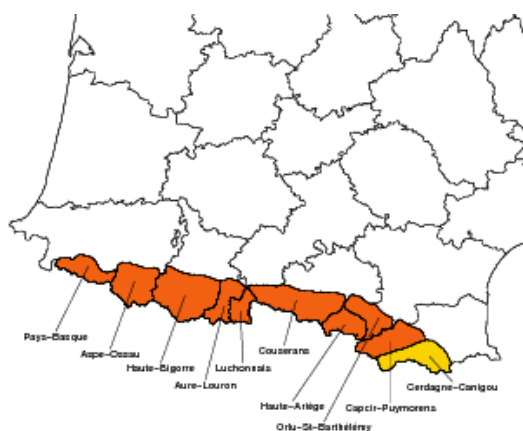 Pays-Basque
Aspe-Ossau
Haute-Bigorre
Aure-Louron
Luchonnais
Couserans
Haute-Ariège
Orlu-St-Barthélémy
Capcir-Puymorens
Cerdagne-Canigou